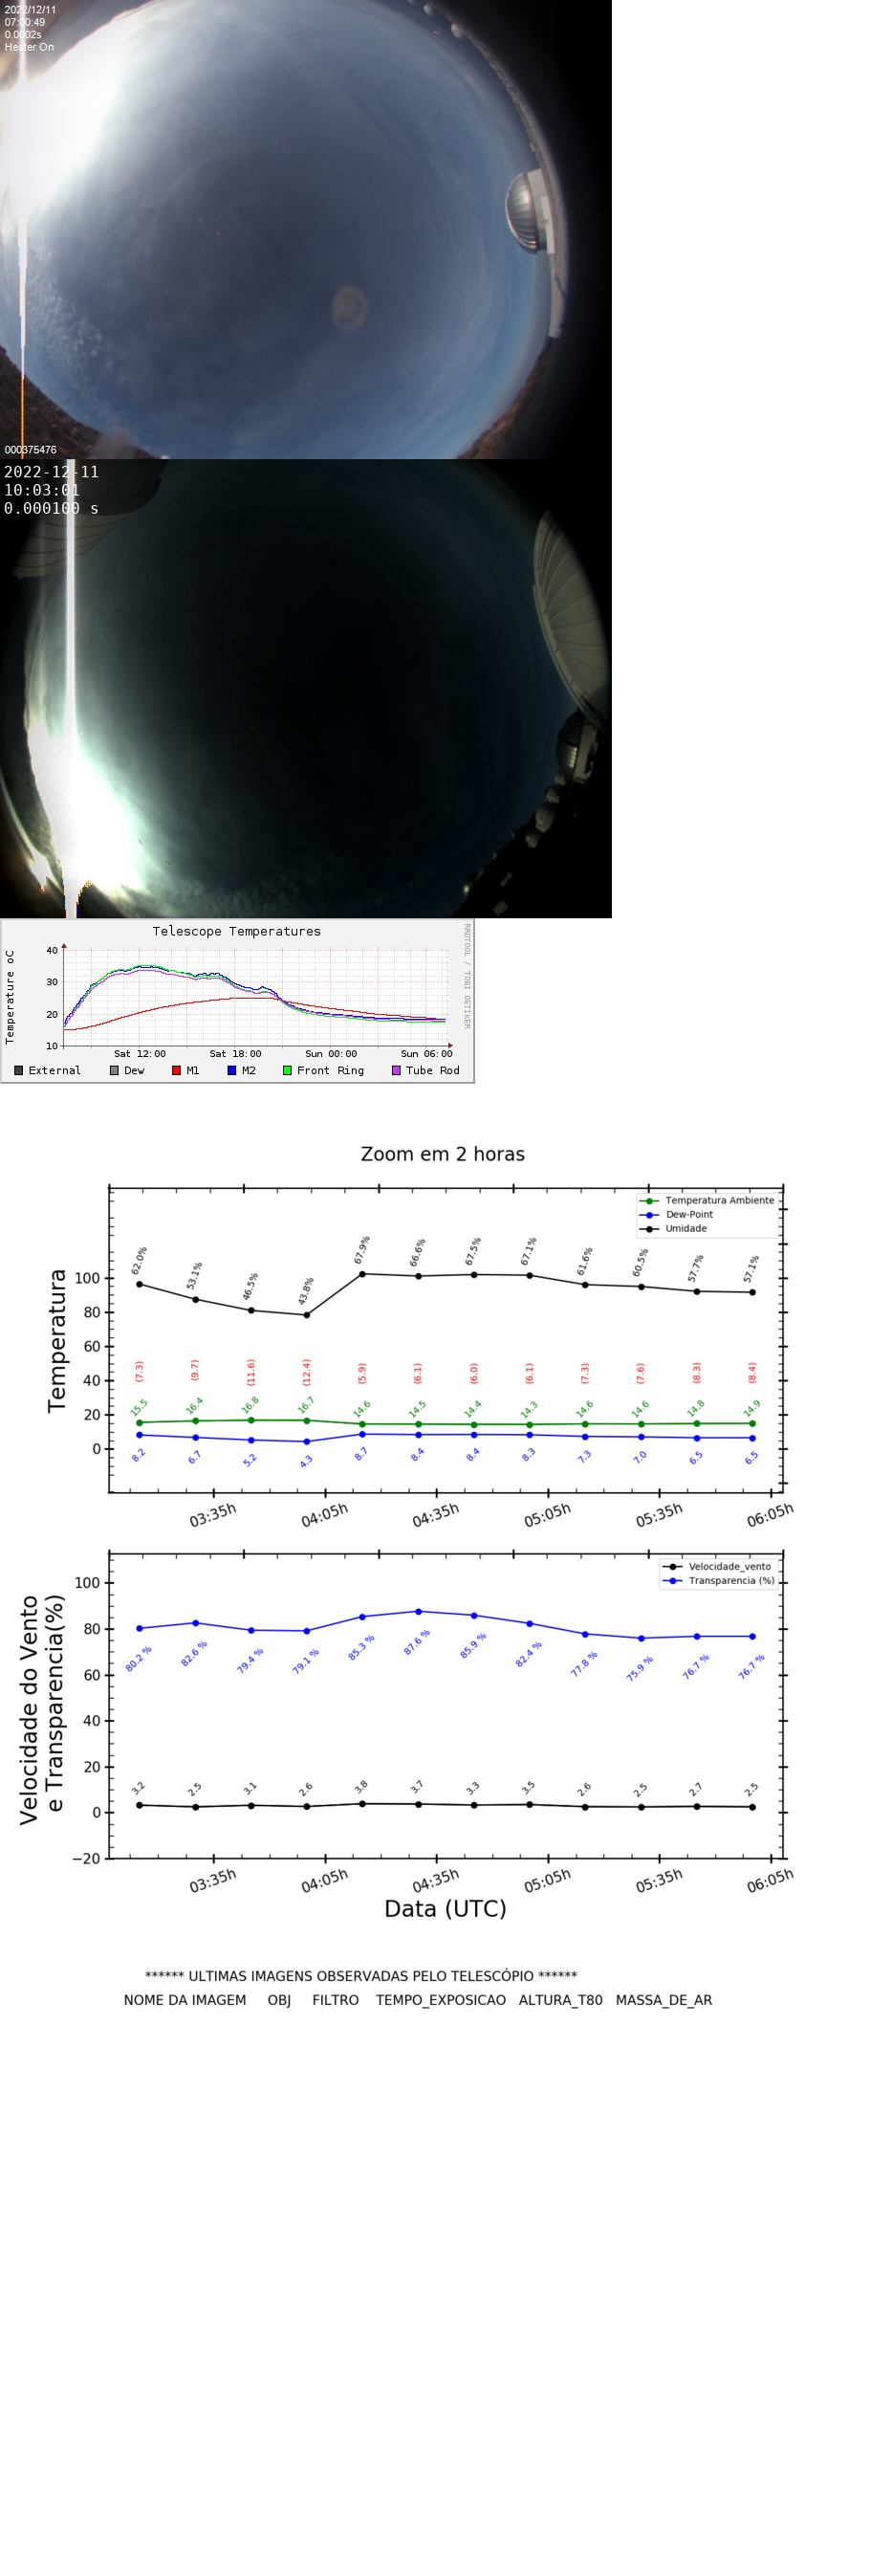 2022/12/11
07:00:49
0.0002s
Heater On
000375476
2022-12-11
10:03:01
0.000100 s
Telescope Temperatures
RRDTOOL / TOBI OETIKER
Temperature oC
40
30
20
10
Sat 12:00 Sat 18:00 Sun 00:00 Sun 06:00
External Dew M1 M2 Front Ring Tube Rod
Zoom em 2 horas
Temperatura Ambiente
Dew-Point
Umidade
Temperatura
100
80
60
40
20
0
62.0% 53.1% 46.5% 43.8% 67.9% 66.6% 67.5% 67.1% 61.6% 60.5% 57.7% 57.1%
(7.3) (9.7) (11.6) (12.4) (5.9) (6.1) (6.0) (6.1) (7.3) (7.6) (8.3) (8.4)
15.5 16.4 16.8 16.7 14.6 14.5 14.4 14.3 14.6 14.6 14.8 14.9
8.2 6.7 5.2 4.3 8.7 8.4 8.4 8.3 7.3 7.0 6.5 6.5
03:35h 04:05h 04:35h 05:05h 05:35h 06:05h
Velocidade_vento
Transparencia (%)
Velocidade do Vento
e Transparencia(%)
100
80
60
40
20
0
−20
80.2 % 82.6 % 79.4 % 79.1 % 85.3 % 87.6 % 85.9 % 82.4 % 77.8 % 75.9 % 76.7 % 76.7 %
3.2 2.5 3.1 2.6 3.8 3.7 3.3 3.5 2.6 2.5 2.7 2.5
03:35h 04:05h 04:35h 05:05h 05:35h 06:05h
Data (UTC)
****** ULTIMAS IMAGENS OBSERVADAS PELO TELESCÓPIO ******
NOME DA IMAGEM OBJ FILTRO TEMPO_EXPOSICAO ALTURA_T80 MASSA_DE_AR